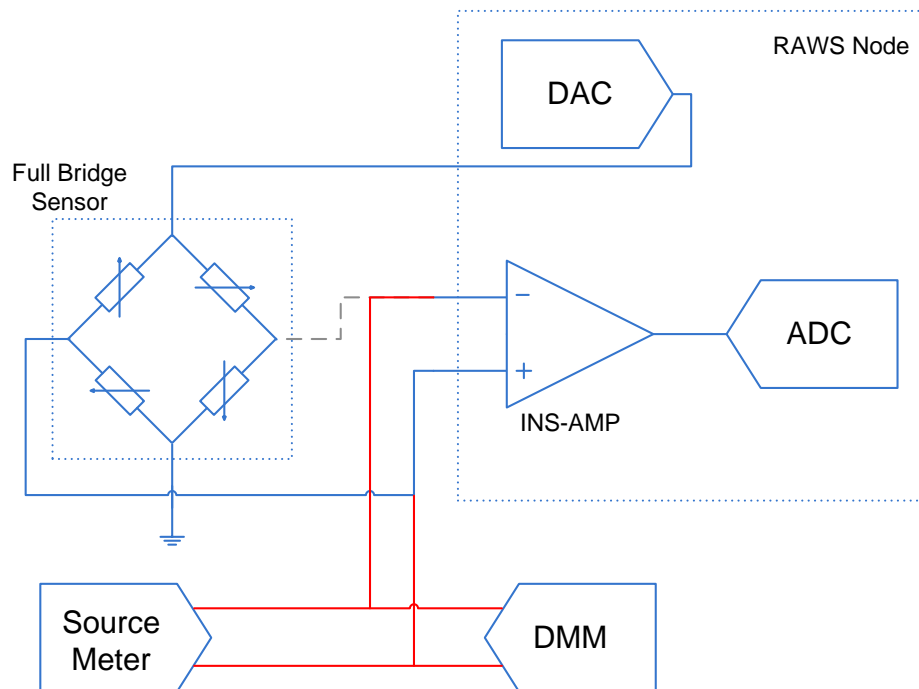 RAWS Node
DAC
Full Bridge
Sensor
−
+
ADC
INS-AMP
Source
Meter
DMM